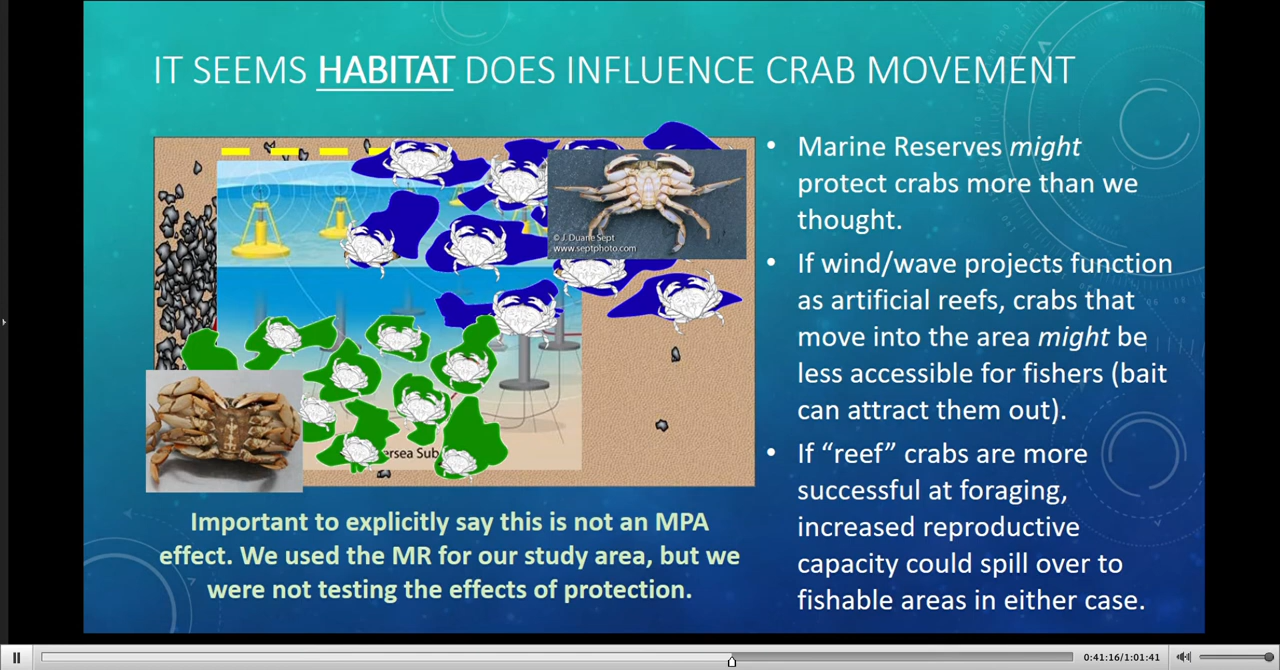 IT SEEMS HABITAT DOES INFLUENCE CRAB MOVEMENT
© J. Duane Sept
www.septphoto.com
ersea Sub
Important to explicitly say this is not an MPA
effect. We used the MR for our study area, but we
were not testing the effects of protection.
• Marine Reserves might
protect crabs more than we
thought.
• If wind/wave projects function
as artificial reefs, crabs that
move into the area might be
less accessible for fishers (bait
can attract them out).
• If “reef” crabs are more
successful at foraging,
increased reproductive
capacity could spill over to
fishable areas in either case.
0:41:16/1:01:41